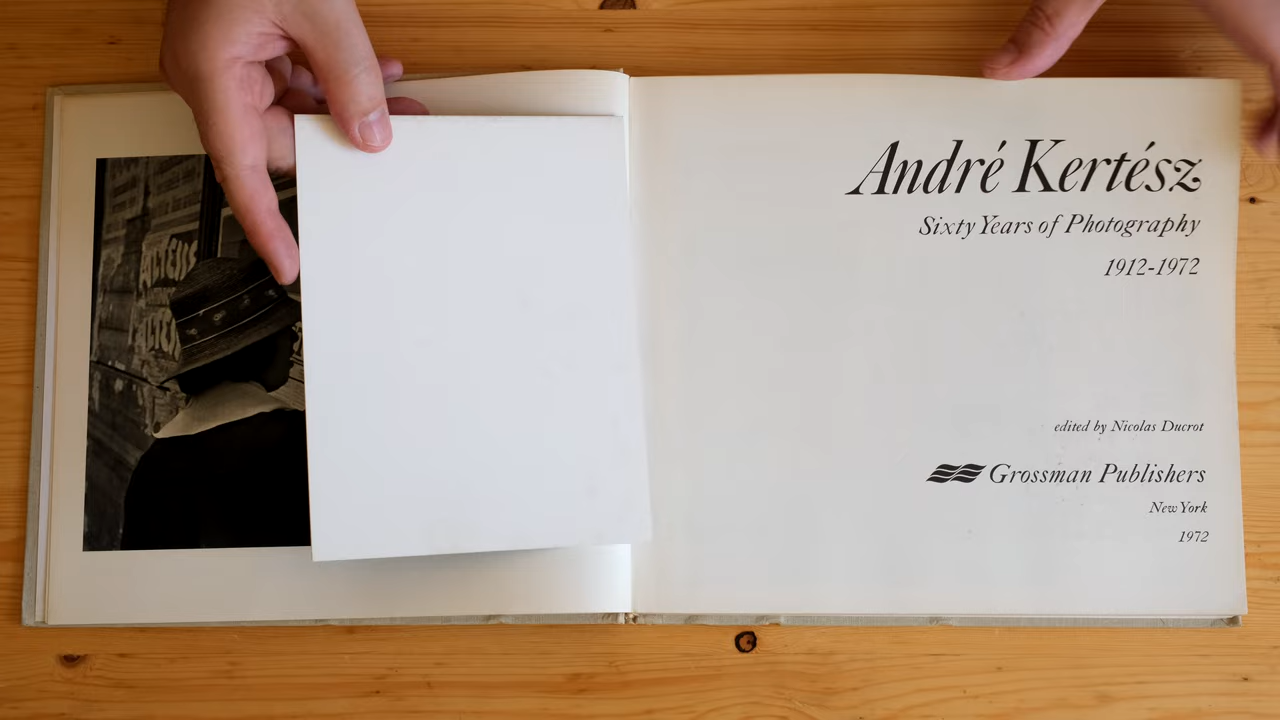 André Kertész
Sixty Years of Photography
1912-1972
edited by Nicolas Ducrot
Grossman Publishers
New York
1972